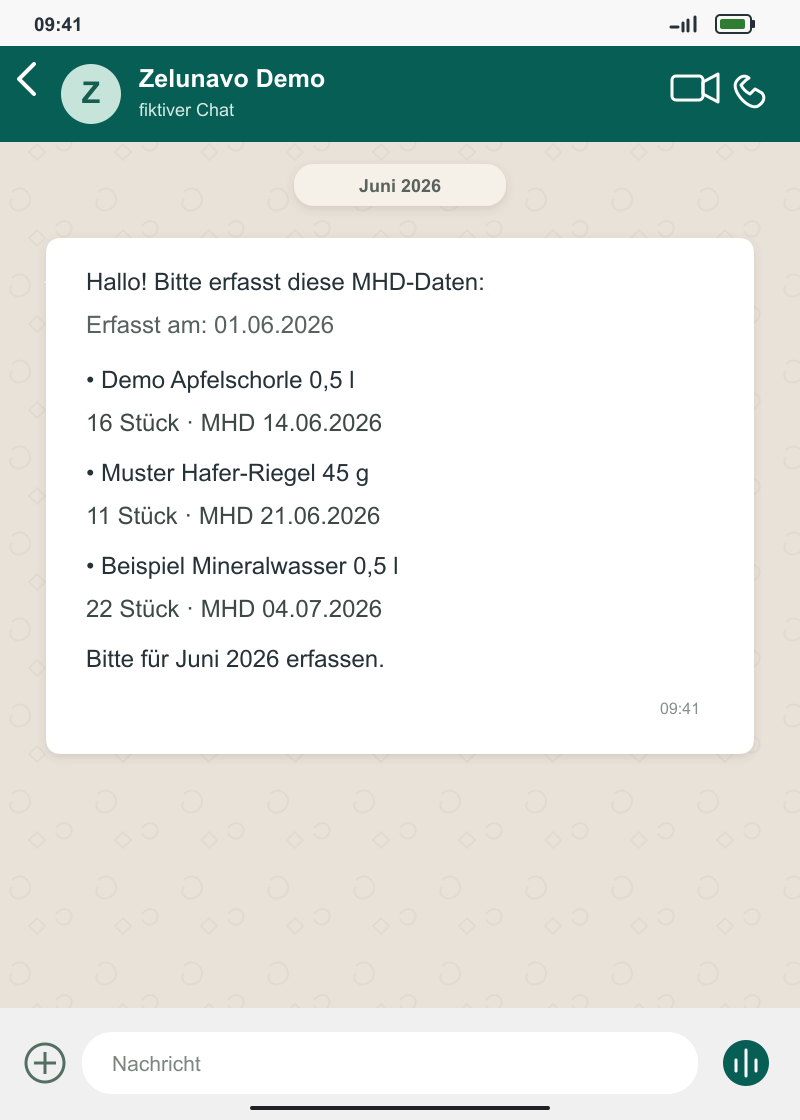 09:41
Z
Zelunavo Demo
fiktiver Chat
Juni 2026
Hallo! Bitte erfasst diese MHD-Daten:
Erfasst am: 01.06.2026
• Demo Apfelschorle 0,5 l
16 Stück · MHD 14.06.2026
• Muster Hafer-Riegel 45 g
11 Stück · MHD 21.06.2026
• Beispiel Mineralwasser 0,5 l
22 Stück · MHD 04.07.2026
Bitte für Juni 2026 erfassen.
09:41
Nachricht